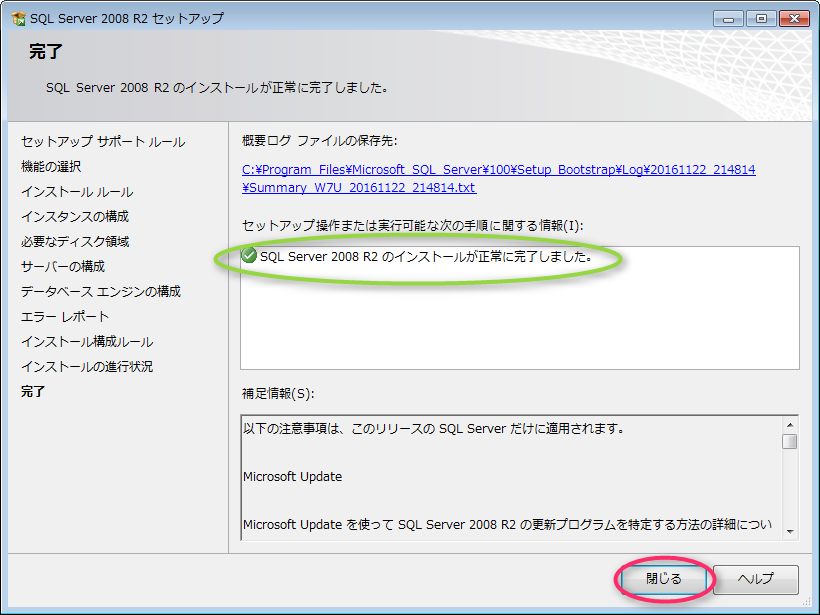 SQL Server 2008 R2 セットアップ
完了
SQL Server 2008 R2 のインストールが正常に完了しました。
セットアップ サポート ルール
機能の選択
インストール ルール
インスタンスの構成
必要なディスク領域
サーバーの構成
データベース エンジンの構成
エラー レポート
インストール構成ルール
インストールの進行状況
完了
概要ログ ファイルの保存先:
C:¥Program Files¥Microsoft SQL Server¥100¥Setup Bootstrap¥Log¥20161122_214814
¥Summary_W7U_20161122_214814.txt
セットアップ操作または実行可能な次の手順に関する情報(I):
SQL Server 2008 R2 のインストールが正常に完了しました。
補足情報(S):
以下の注意事項は、このリリースの SQL Server だけに適用されます。
Microsoft Update
Microsoft Update を使って SQL Server 2008 R2 の更新プログラムを特定する方法の詳細につい
閉じる
ヘルプ